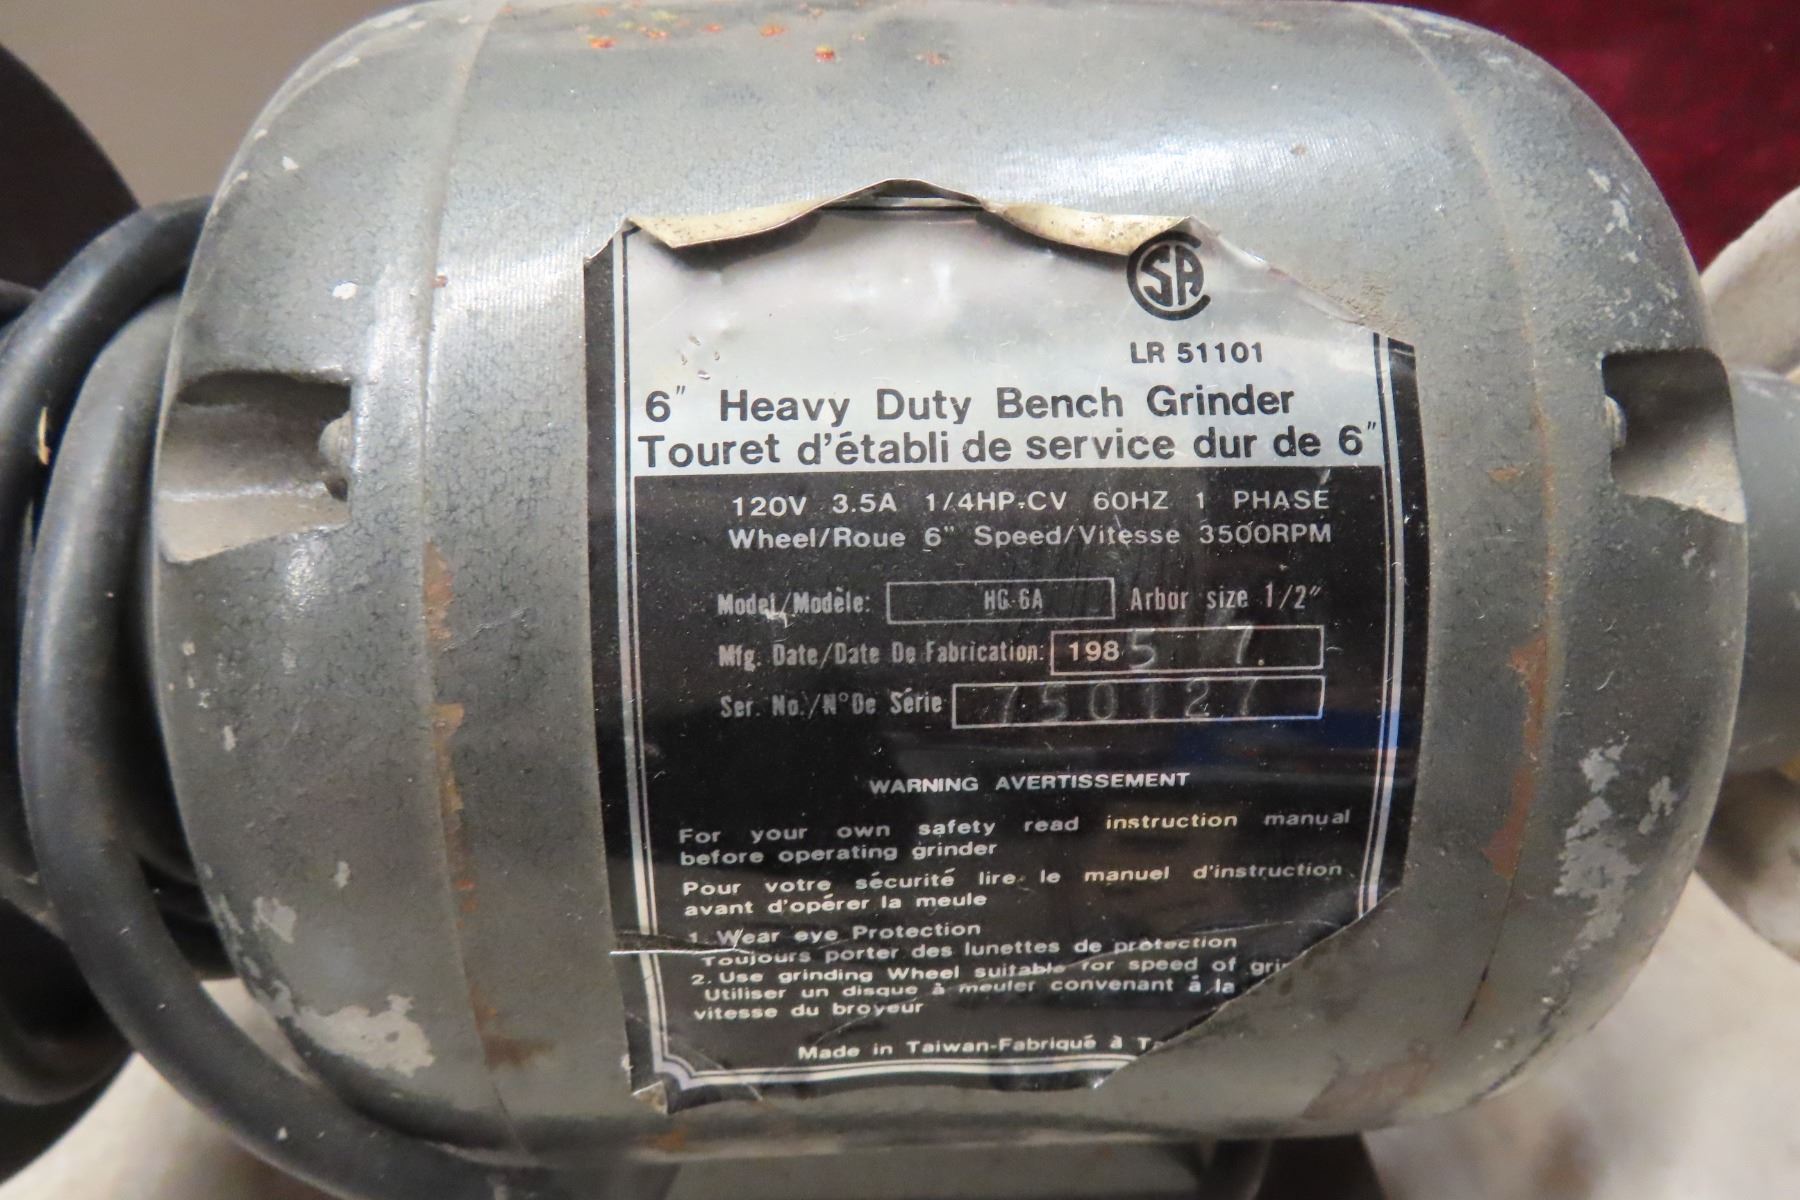 CSA
LR 51101
6" Heavy Duty Bench Grinder
Touret d'établi de service dur de 6"
120V 3.5A 1/4HP-CV 60HZ 1 PHASE
Wheel/Roue 6" Speed/Vitesse 3500RPM
Model/Modèle: HG-6A Arbor size 1/2"
Mfg. Date/Date De Fabrication: 1985 7.
Ser. No./N°De Série 750127
WARNING AVERTISSEMENT
For your own safety read instruction manual
before operating grinder
Pour votre sécurité lire le manuel d'instruction
avant d'opérer la meule
1. Wear eye Protection
Toujours porter des lunettes de protection
2. Use grinding Wheel suitable for speed of
Utiliser un disque à meuler convenant à la
vitesse du broyeur
Made in Taiwan-Fabriqué à